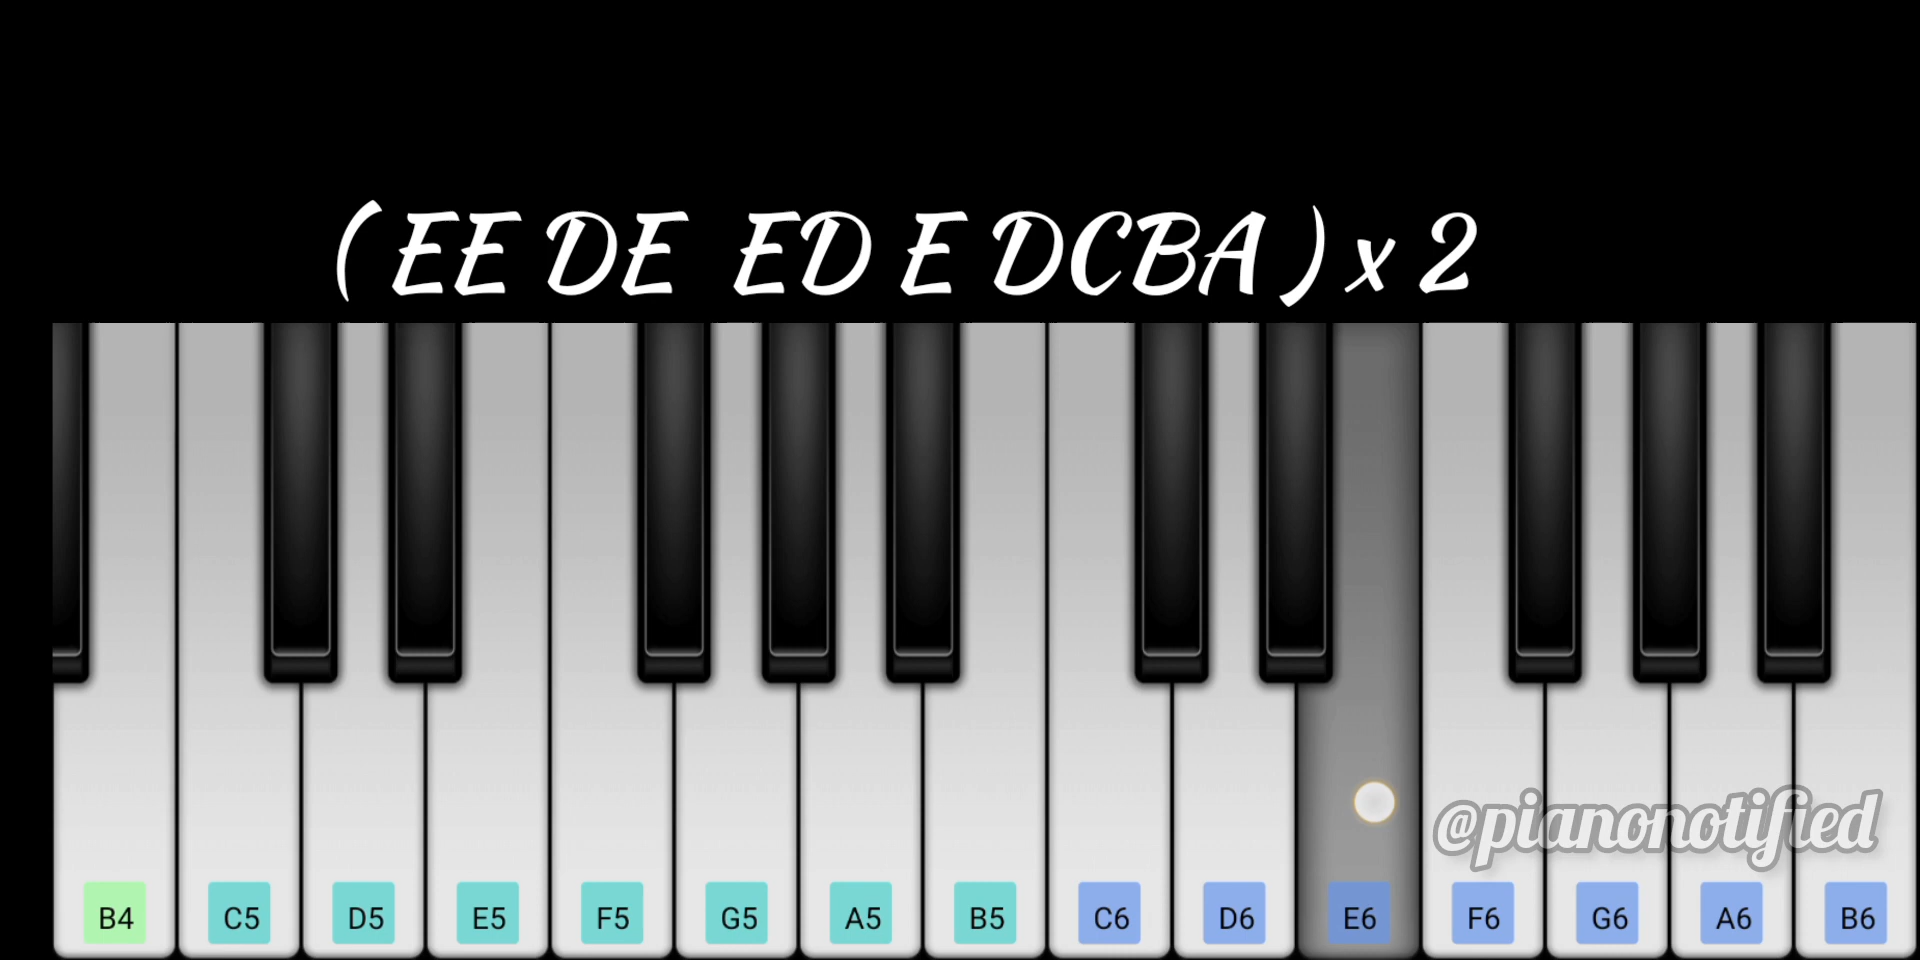 ( EE DE ED E DCBA ) x 2
@pianonotified
B4 C5 D5 E5 F5 G5 A5 B5 C6 D6 E6 F6 G6 A6 B6